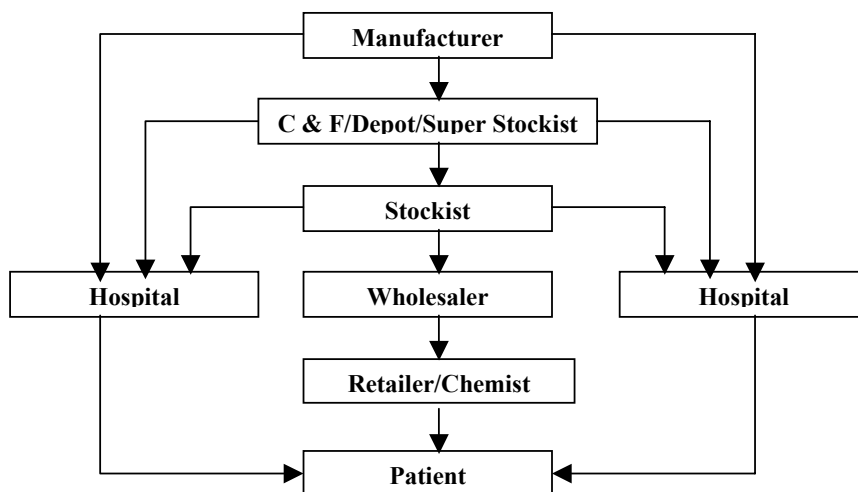 Manufacturer
C & F/Depot/Super Stockist
Stockist
Hospital
Wholesaler
Hospital
Retailer/Chemist
Patient